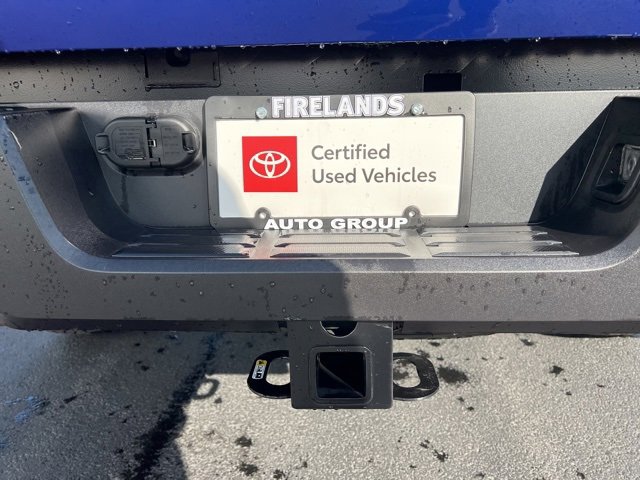 FIRELANDS
Certified
Used Vehicles
AUTO GROUP